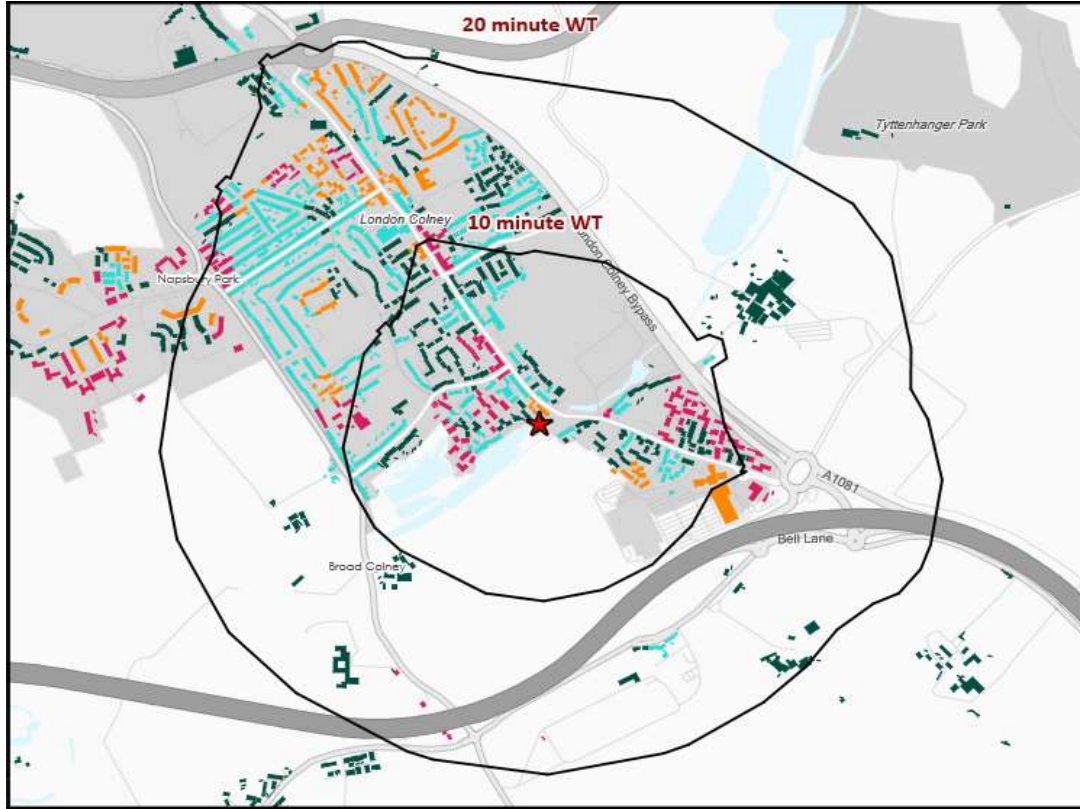 20 minute WT
Tyttenhanger Park
London Colney
10 minute WT
London Colney Bypass
Napsbury Park
A1081
Bell Lane
Broad Colney